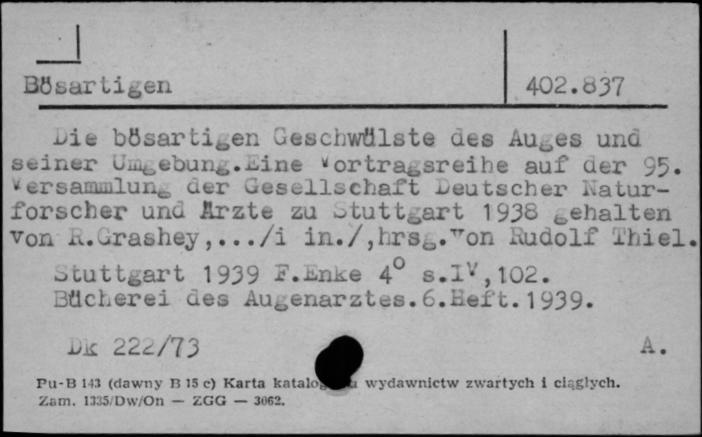 Bösartigen
402.837
Die bösartigen Geschwülste des Auges und
seiner Umgebung.Eine Vortragsreihe auf der 95.
Versammlung der Gesellschaft Deutscher Natur-
forscher und Ärzte zu Stuttgart 1938 gehalten
von R.Grashey,.../i in./,hrsg.von Rudolf Thiel.
Stuttgart 1939 F.Enke 4° s.IV,102.
Bücherei des Augenarztes.6.Heft.1939.
Dk 222/73
A.
Pu-B 143 (dawny B 15 c) Karta wydawnictw zwartych i ciągłych.
Zam. 1335/Dw/On — ZGG — 3062.